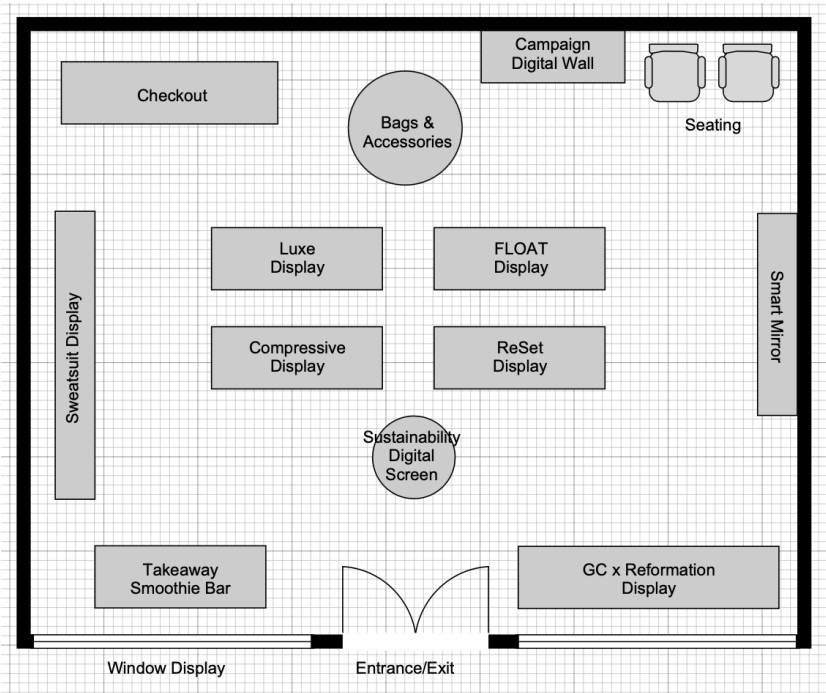 Campaign
Digital Wall
Checkout
Bags &
Accessories
Seating
Luxe
Display
FLOAT
Display
Sweatsuit Display
Smart Mirror
Compressive
Display
ReSet
Display
Sustainability
Digital
Screen
Takeaway
Smoothie Bar
GC x Reformation
Display
Window Display
Entrance/Exit